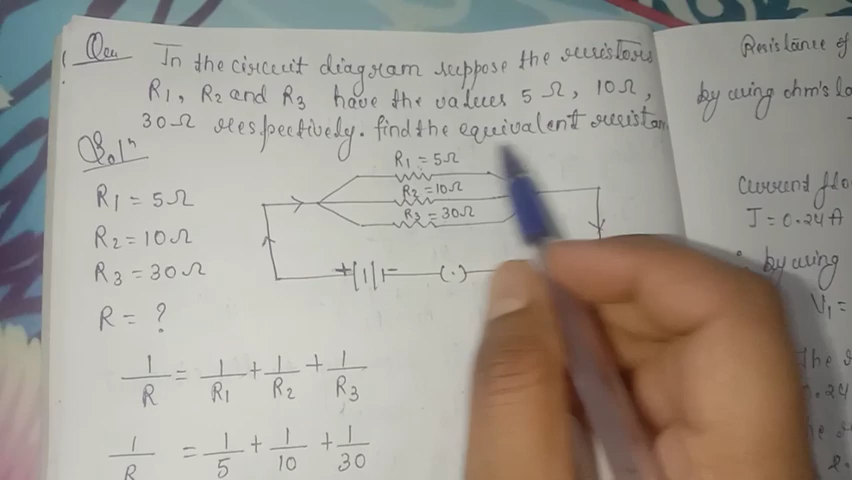 Que
In the circuit diagram suppose the resistors
R1, R2 and R3 have the values 5 Ω, 10 Ω,
30 Ω respectively. find the equivalent resistan
Solⁿ
R1 = 5Ω
R2 = 10Ω
R3 = 30Ω
R1 = 5Ω
R2 = 10Ω
R3 = 30Ω
R = ?
+ -
(.)
1/R = 1/R1 + 1/R2 + 1/R3
1/R = 1/5 + 1/10 + 1/30
Resistance of
by using ohm's la
Current flo
I = 0.24A
by using
V1 =